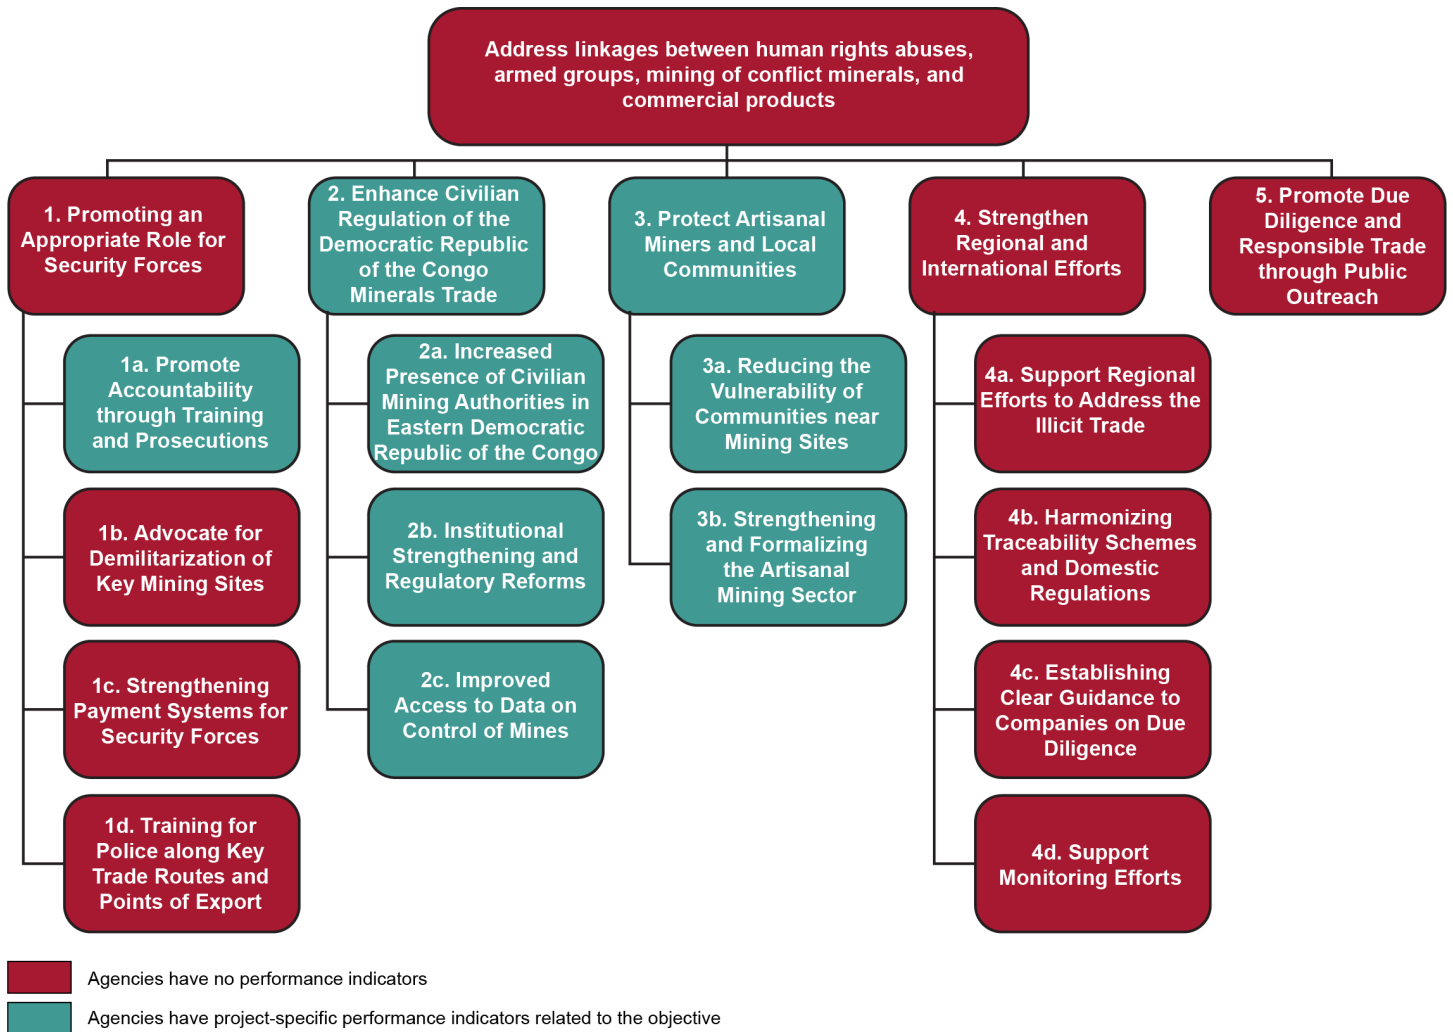 Address linkages between human rights abuses,
armed groups, mining of conflict minerals, and
commercial products
1. Promoting an
Appropriate Role for
Security Forces
2. Enhance Civilian
Regulation of the
Democratic Republic
of the Congo
Minerals Trade
3. Protect Artisanal
Miners and Local
Communities
4. Strengthen
Regional and
International Efforts
5. Promote Due
Diligence and
Responsible Trade
through Public
Outreach
1a. Promote
Accountability
through Training
and Prosecutions
1b. Advocate for
Demilitarization of
Key Mining Sites
1c. Strengthening
Payment Systems for
Security Forces
1d. Training for
Police along Key
Trade Routes and
Points of Export
2a. Increased
Presence of Civilian
Mining Authorities in
Eastern Democratic
Republic of the Congo
2b. Institutional
Strengthening and
Regulatory Reforms
2c. Improved
Access to Data on
Control of Mines
3a. Reducing the
Vulnerability of
Communities near
Mining Sites
3b. Strengthening
and Formalizing
the Artisanal
Mining Sector
4a. Support Regional
Efforts to Address the
Illicit Trade
4b. Harmonizing
Traceability Schemes
and Domestic
Regulations
4c. Establishing
Clear Guidance to
Companies on Due
Diligence
4d. Support
Monitoring Efforts
Agencies have no performance indicators
Agencies have project-specific performance indicators related to the objective